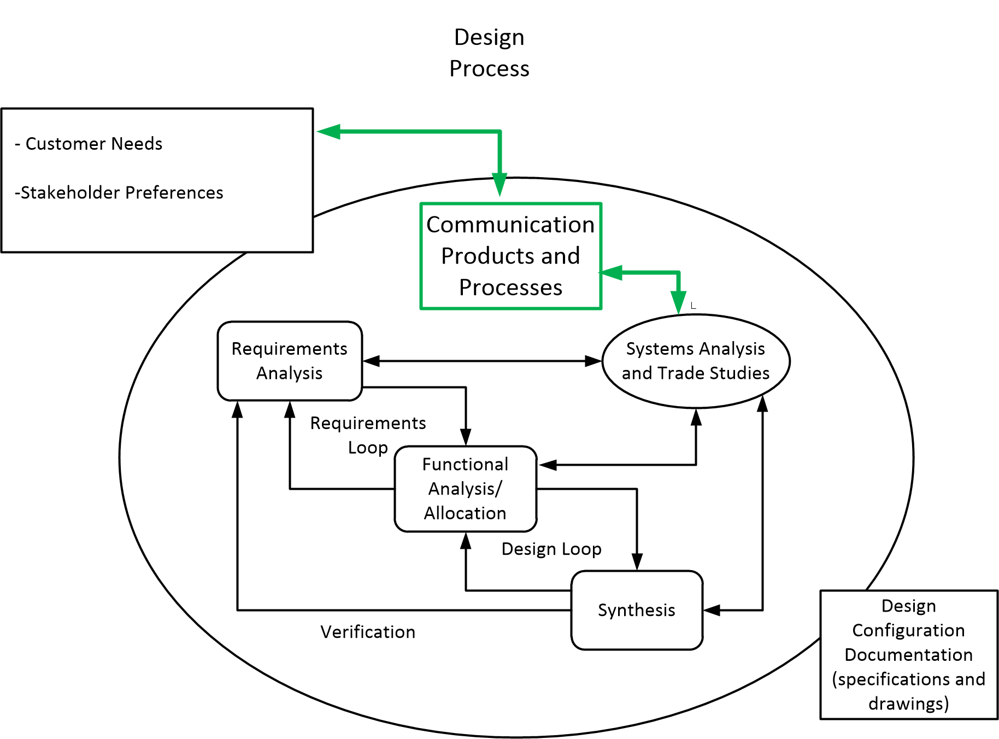 Design
Process
- Customer Needs
-Stakeholder Preferences
Communication
Products and
Processes
L
Requirements
Analysis
Systems Analysis
and Trade Studies
Requirements
Loop
Functional
Analysis/
Allocation
Design Loop
Synthesis
Verification
Design
Configuration
Documentation
(specifications and
drawings)